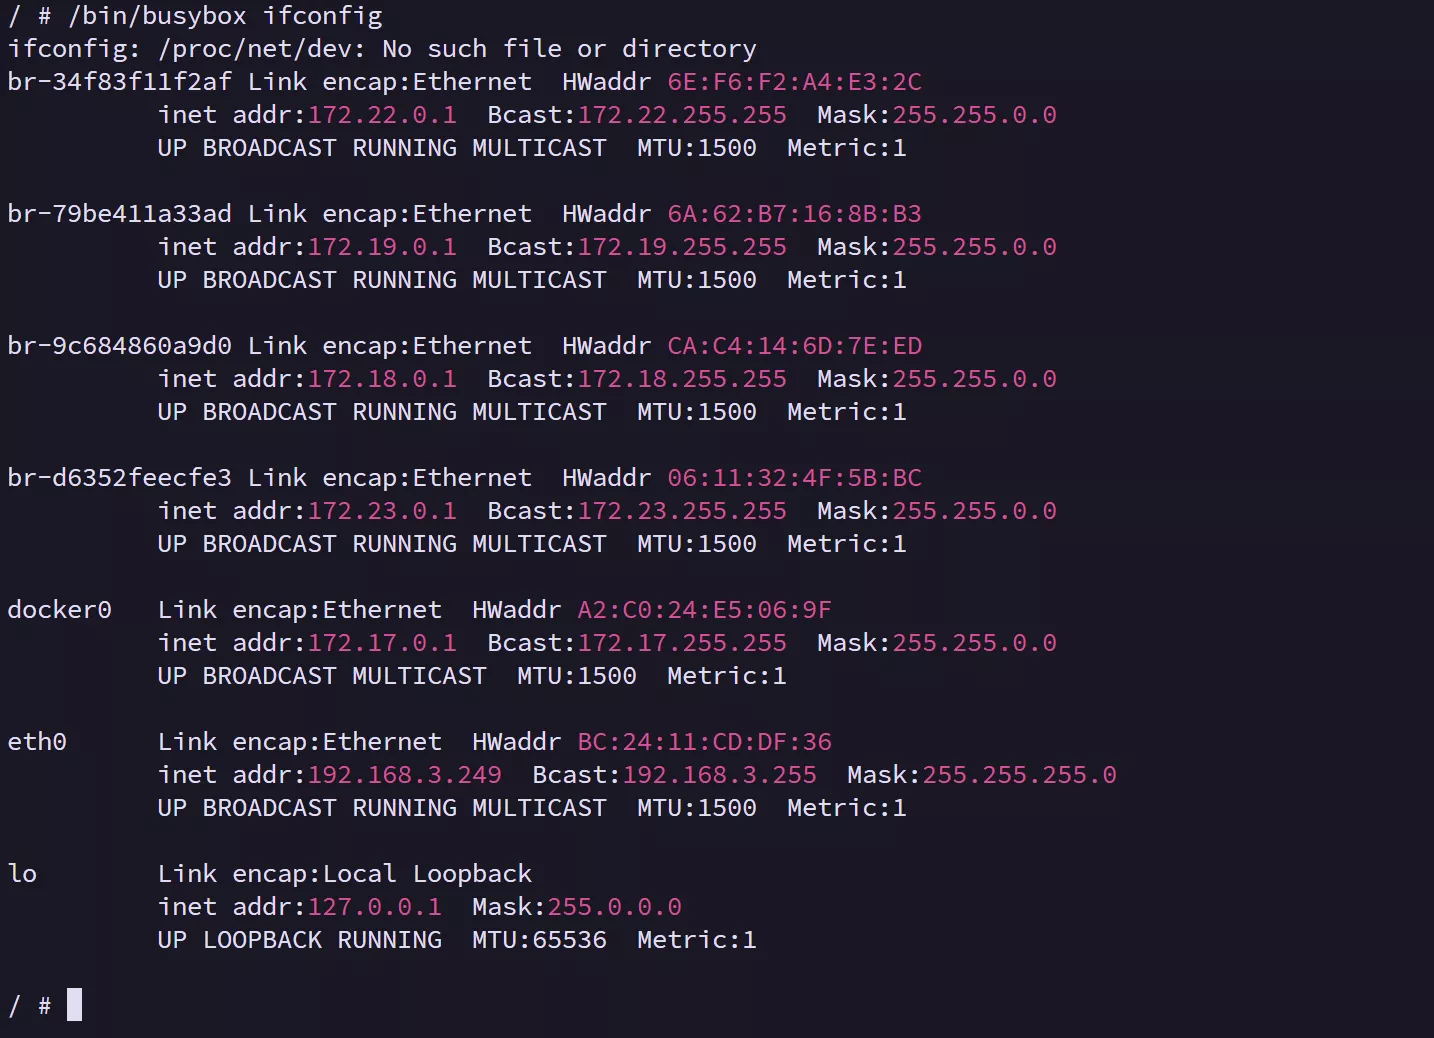 / # /bin/busybox ifconfig
ifconfig: /proc/net/dev: No such file or directory
br-34f83f11f2af Link encap:Ethernet  HWaddr 6E:F6:F2:A4:E3:2C
          inet addr:172.22.0.1  Bcast:172.22.255.255  Mask:255.255.0.0
          UP BROADCAST RUNNING MULTICAST  MTU:1500  Metric:1

br-79be411a33ad Link encap:Ethernet  HWaddr 6A:62:B7:16:8B:B3
          inet addr:172.19.0.1  Bcast:172.19.255.255  Mask:255.255.0.0
          UP BROADCAST RUNNING MULTICAST  MTU:1500  Metric:1

br-9c684860a9d0 Link encap:Ethernet  HWaddr CA:C4:14:6D:7E:ED
          inet addr:172.18.0.1  Bcast:172.18.255.255  Mask:255.255.0.0
          UP BROADCAST RUNNING MULTICAST  MTU:1500  Metric:1

br-d6352feecfe3 Link encap:Ethernet  HWaddr 06:11:32:4F:5B:BC
          inet addr:172.23.0.1  Bcast:172.23.255.255  Mask:255.255.0.0
          UP BROADCAST RUNNING MULTICAST  MTU:1500  Metric:1

docker0   Link encap:Ethernet  HWaddr A2:C0:24:E5:06:9F
          inet addr:172.17.0.1  Bcast:172.17.255.255  Mask:255.255.0.0
          UP BROADCAST MULTICAST  MTU:1500  Metric:1

eth0      Link encap:Ethernet  HWaddr BC:24:11:CD:DF:36
          inet addr:192.168.3.249  Bcast:192.168.3.255  Mask:255.255.255.0
          UP BROADCAST RUNNING MULTICAST  MTU:1500  Metric:1

lo        Link encap:Local Loopback
          inet addr:127.0.0.1  Mask:255.0.0.0
          UP LOOPBACK RUNNING  MTU:65536  Metric:1

/ #